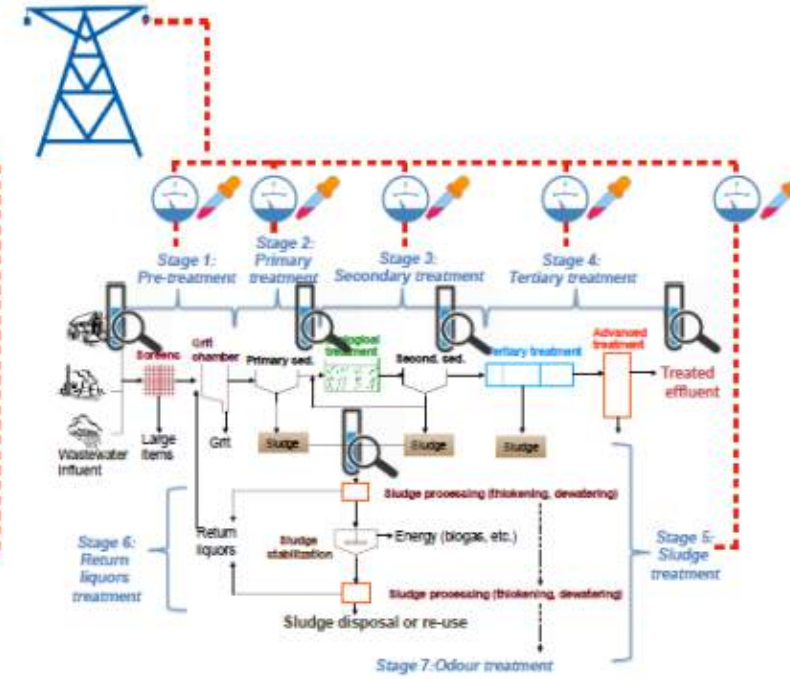 Stage 1:
Pre-treatment
Stage 2:
Primary
treatment
Stage 3:
Secondary treatment
Stage 4:
Tertiary treatment
Screens
Grit
chamber
Primary sed.
treatment
Second. sed.
Tertiary treatment
Advanced
treatment
Treated
effluent
Wastewater
influent
Large
items
Grit
Sludge
Sludge
Sludge
Sludge processing (thickening, dewatering)
Stage 6:
Return
liquors
treatment
Return
liquors
Sludge
stabilization
Energy (biogas, etc.)
Stage 5:
Sludge
treatment
Sludge processing (thickening, dewatering)
Sludge disposal or re-use
Stage 7:Odour treatment